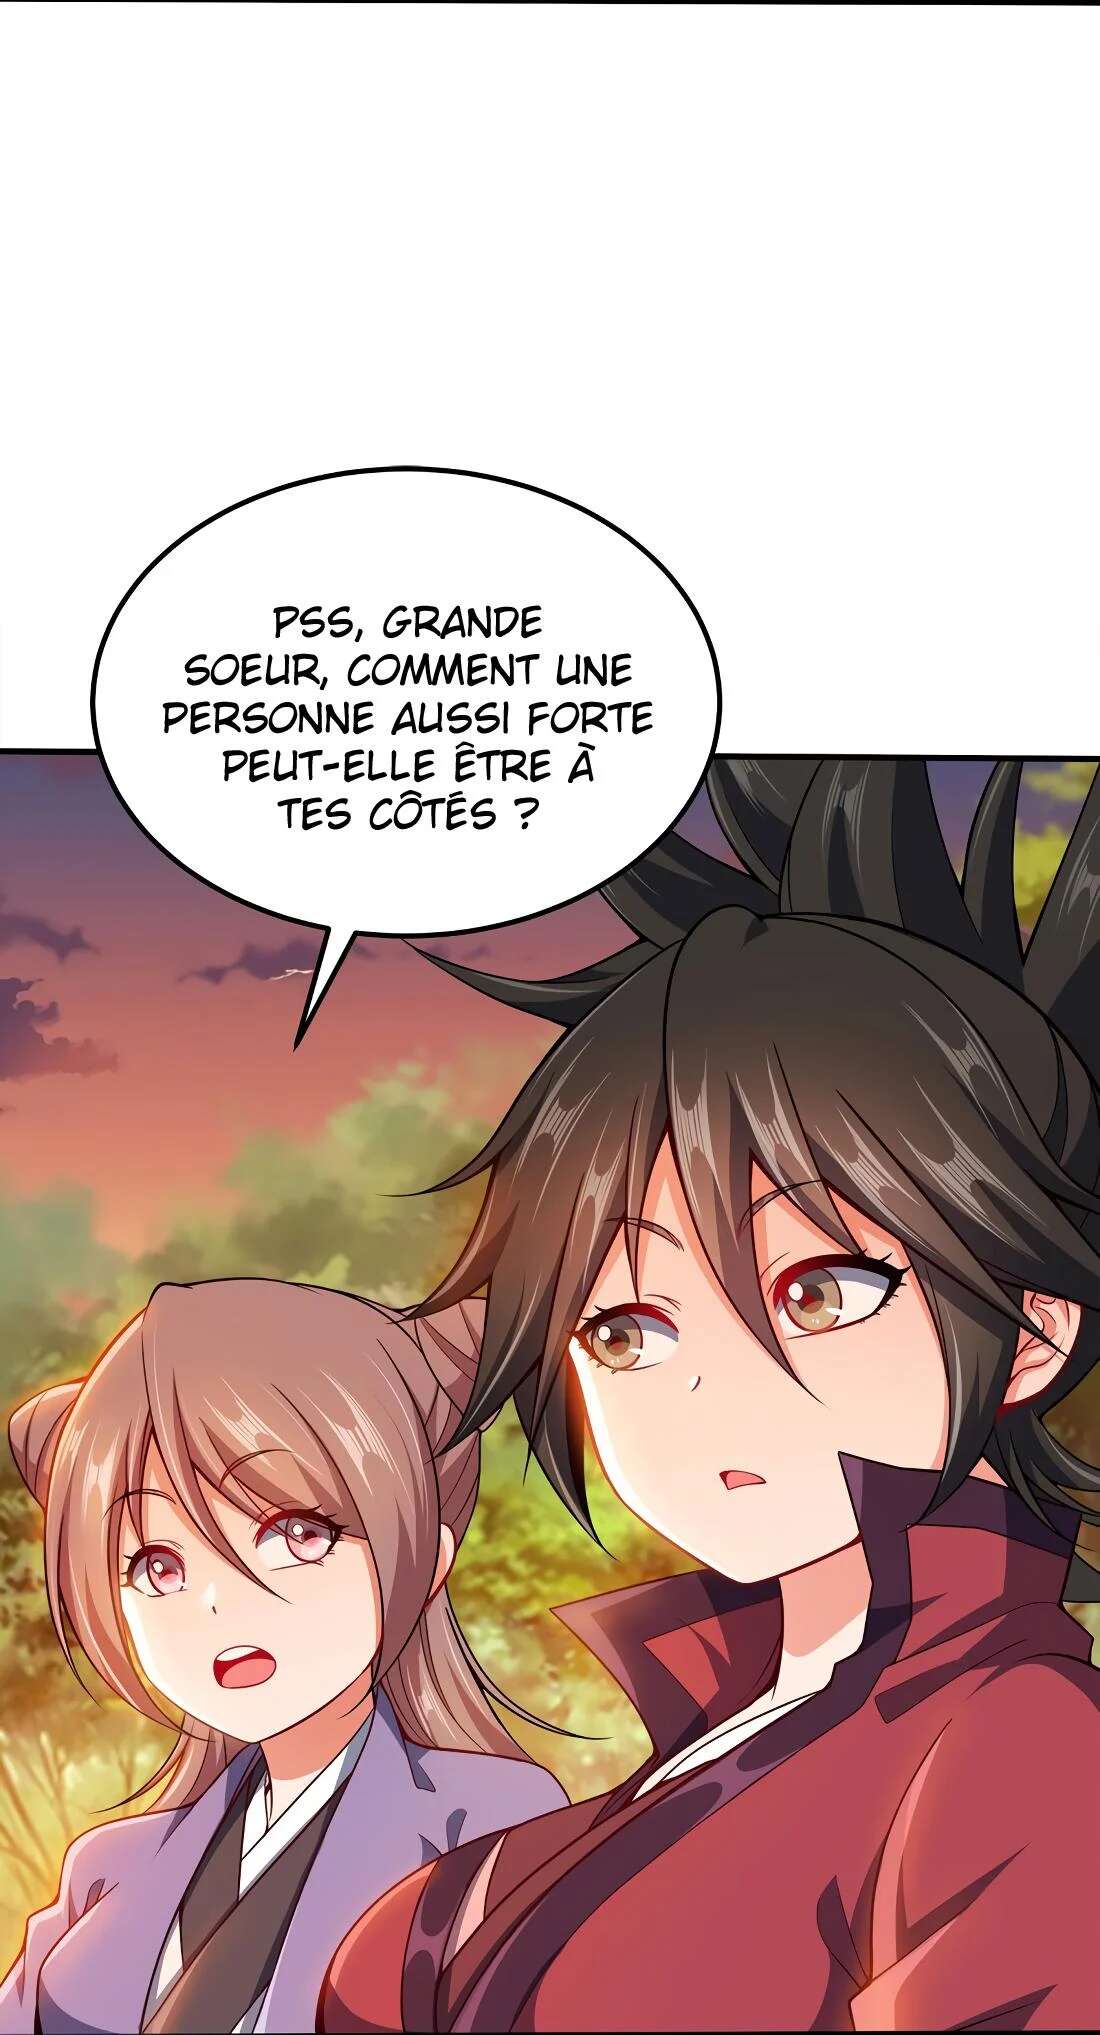 PSS, GRANDE
SOEUR, COMMENT UNE
PERSONNE AUSSI FORTE
PEUT-ELLE ÊTRE À
TES CÔTÉS ?